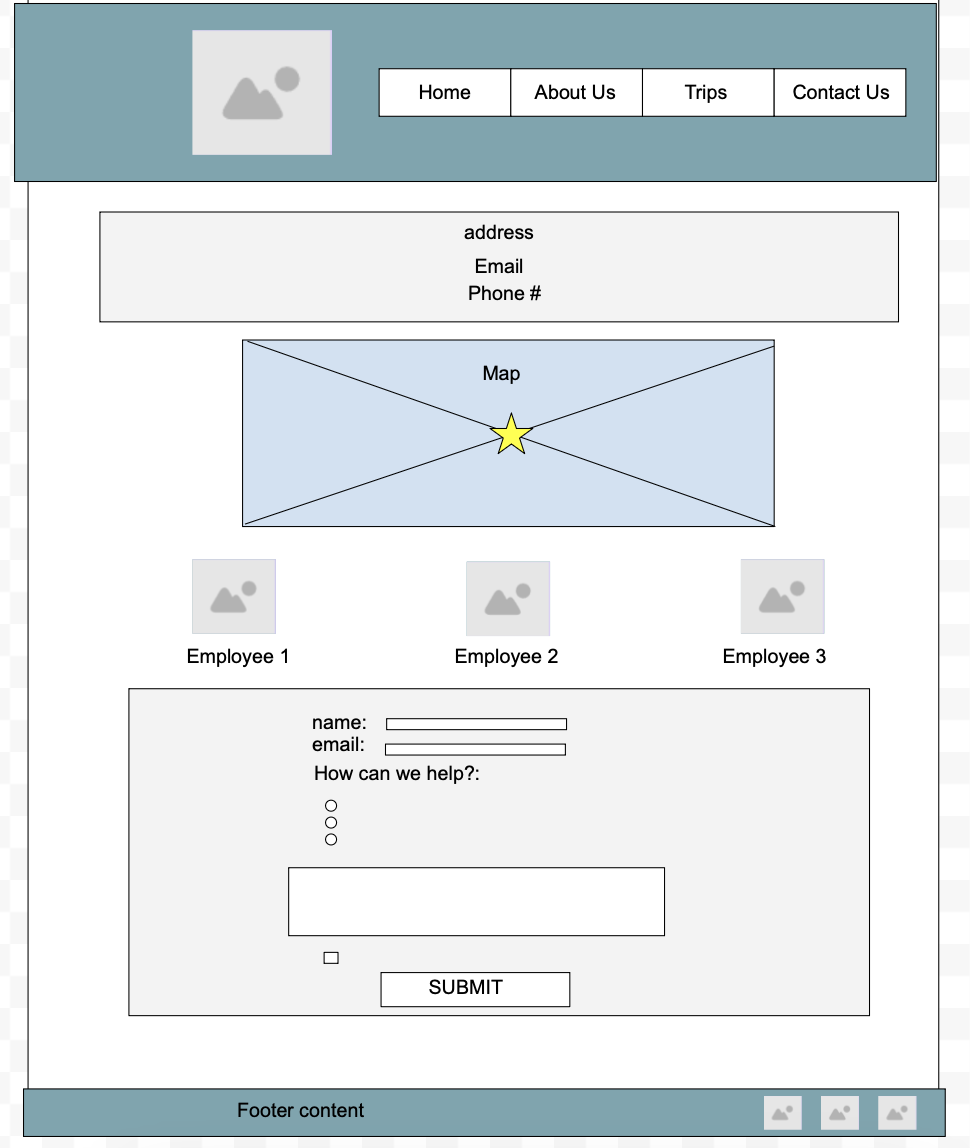 Home About Us Trips Contact Us
address
Email
Phone #
Map
Employee 1 Employee 2 Employee 3
name:
email:
How can we help?:
SUBMIT
Footer content